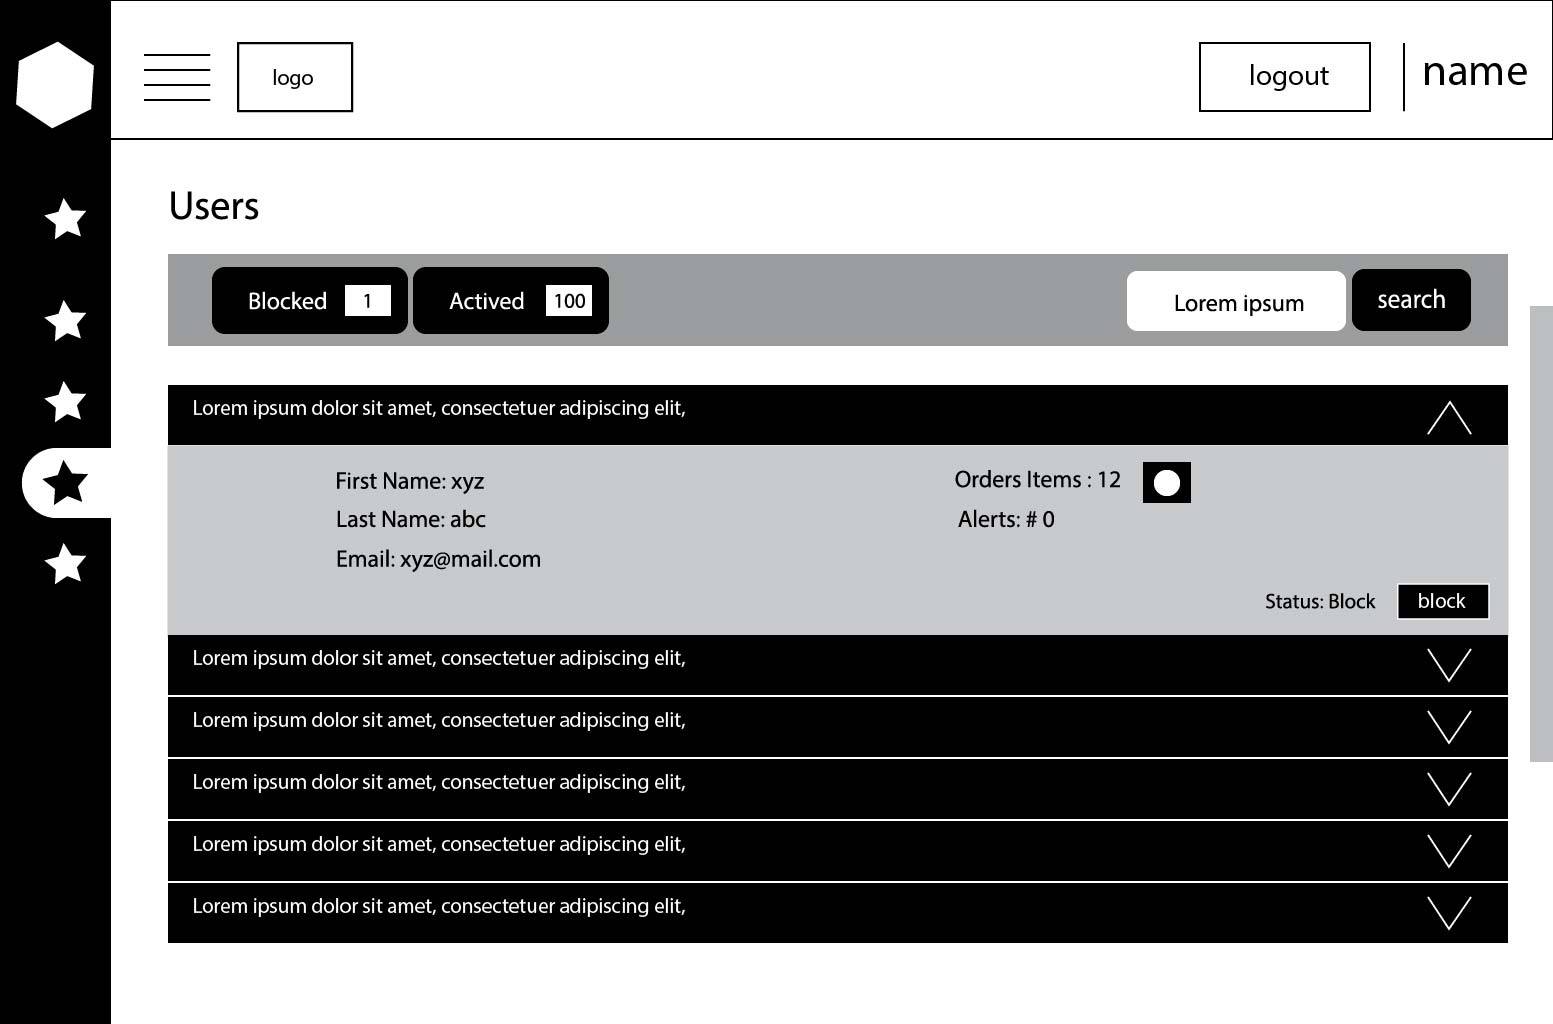 logo
logout
name
Users
Blocked 1
Actived 100
Lorem ipsum
search
Lorem ipsum dolor sit amet, consectetuer adipiscing elit,
First Name: xyz
Last Name: abc
Email: xyz@mail.com
Orders Items : 12
Alerts: # 0
Status: Block
block
Lorem ipsum dolor sit amet, consectetuer adipiscing elit,
Lorem ipsum dolor sit amet, consectetuer adipiscing elit,
Lorem ipsum dolor sit amet, consectetuer adipiscing elit,
Lorem ipsum dolor sit amet, consectetuer adipiscing elit,
Lorem ipsum dolor sit amet, consectetuer adipiscing elit,